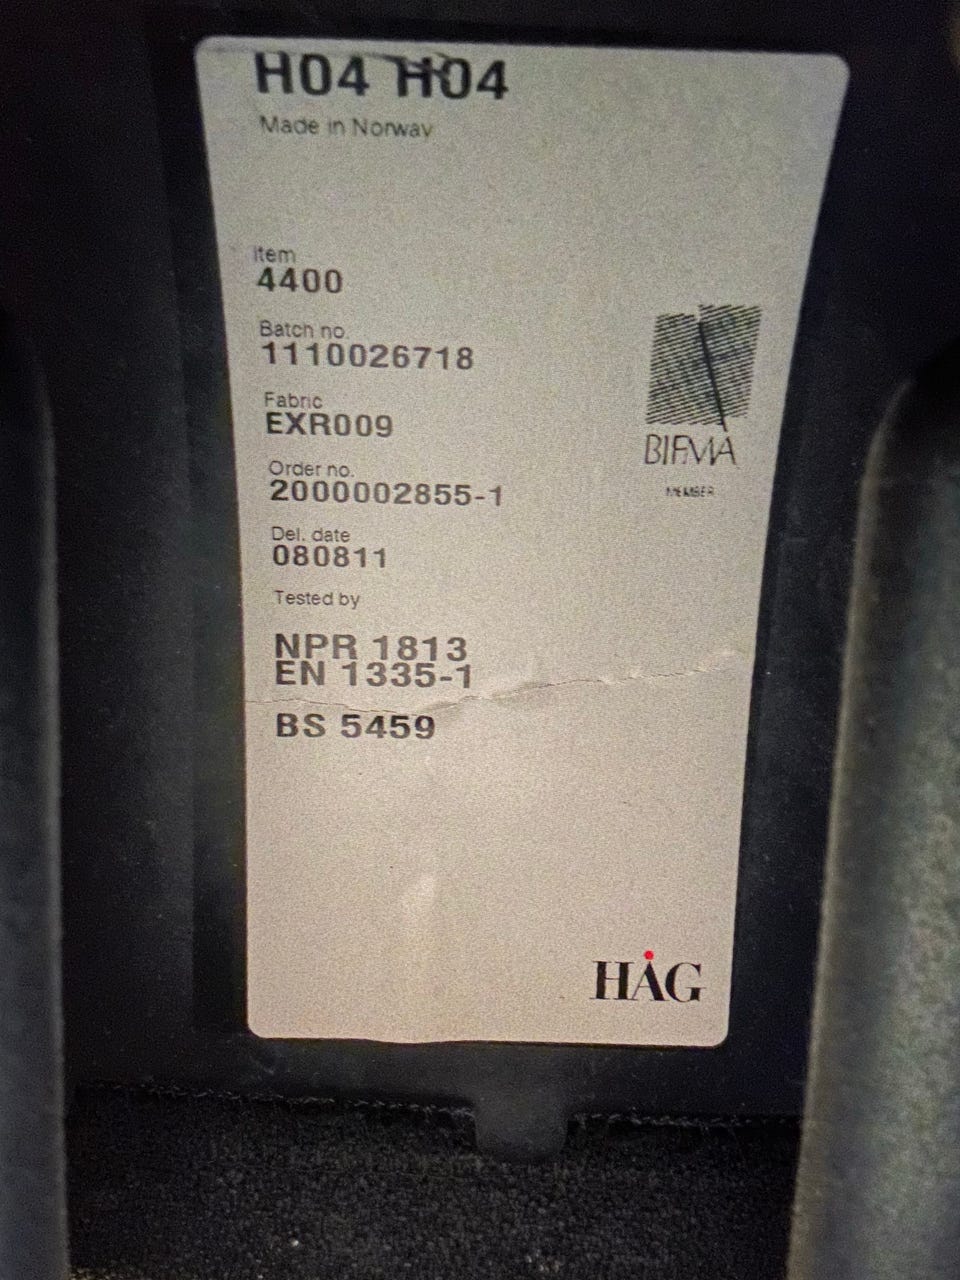 H04 H04
Made in Norway
Item
4400
Batch no.
1110026718
Fabric
EXR009
Order no.
2000002855-1
Del. date
080811
Tested by
NPR 1813
EN 1335-1
BS 5459
BIFMA
MEMBER
HÅG